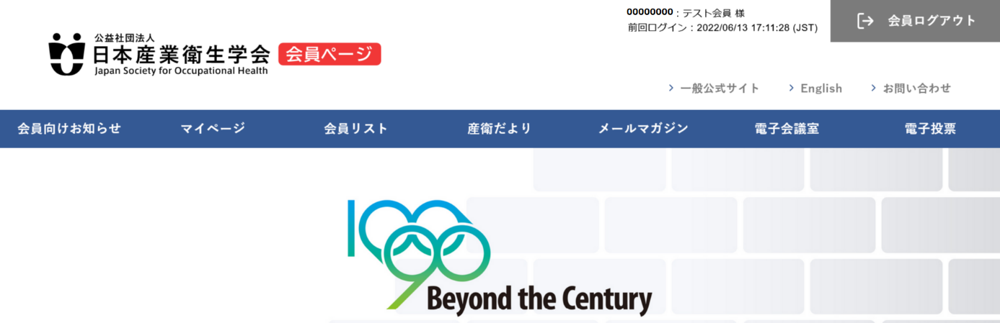 00000000：テスト会員 様
前回ログイン：2022/06/13 17:11:28 (JST)
会員ログアウト
公益社団法人
日本産業衛生学会 会員ページ
Japan Society for Occupational Health
一般公式サイト English お問い合わせ
会員向けお知らせ マイページ 会員リスト 産衛だより メールマガジン 電子会議室 電子投票
100
90
Beyond the Century